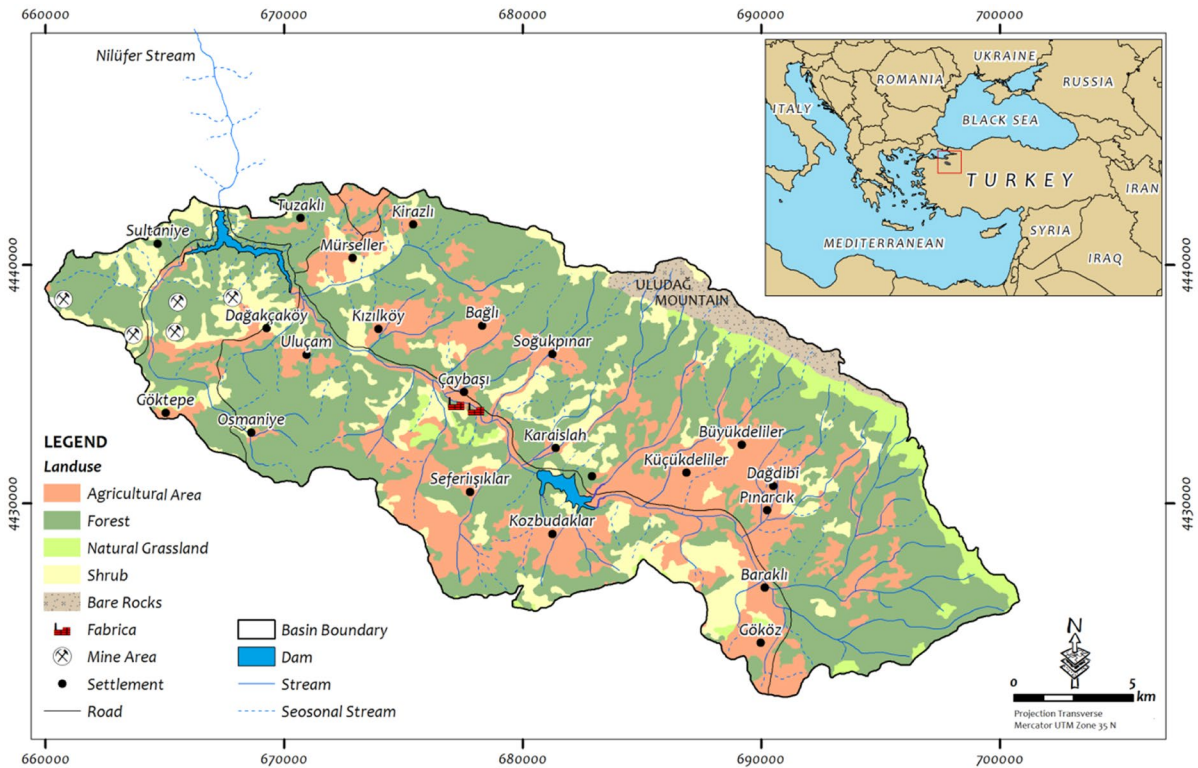 660000
670000
680000
690000
700000
Nilüfer Stream
UKRAINE
ROMANIA
RUSSIA
ITALY
BLACK SEA
TURKEY
IRAN
SYRIA
MEDITERRANEAN
IRAQ
4440000
4440000
Tuzaklı
Kirazlı
Sultaniye
Mürseller
ULUDAĞ
MOUNTAIN
Dağakçaköy
Kızılköy
Bağlı
Uluçam
Soğukpınar
Çaybaşı
Göktepe
Osmaniye
Karaislah
Büyükdeliler
Küçükdeliler
Dağdibi
Seferiışıklar
Pınarcık
Kozbudaklar
Baraklı
Gököz
4430000
4430000
LEGEND
Landuse
Agricultural Area
Forest
Natural Grassland
Shrub
Bare Rocks
Fabrica
Mine Area
Settlement
Road
Basin Boundary
Dam
Stream
Seosonal Stream
N
0 5
km
Projection Transverse
Mercator UTM Zone 35 N
660000
670000
680000
690000
700000